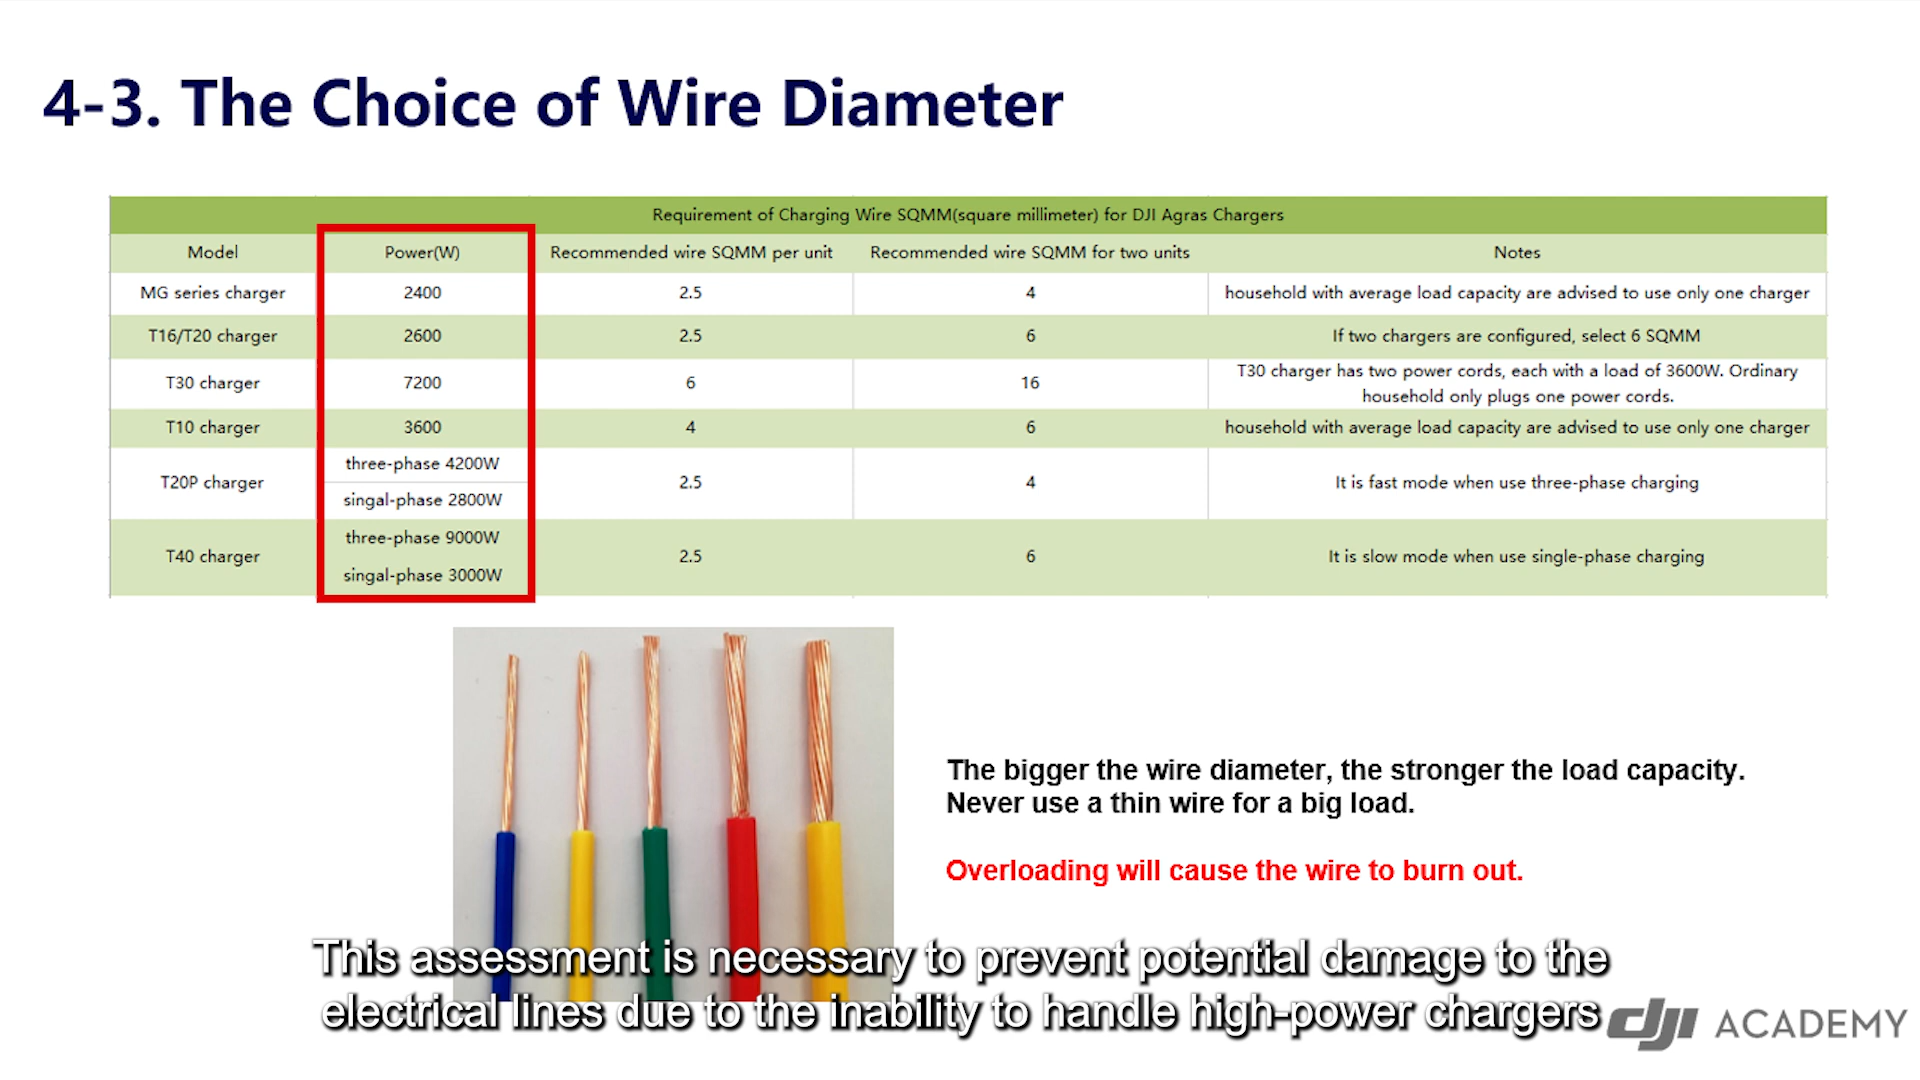 4-3. The Choice of Wire Diameter
Requirement of Charging Wire SQMM(square millimeter) for DJI Agras Chargers
Model Power(W) Recommended wire SQMM per unit Recommended wire SQMM for two units Notes
MG series charger 2400 2.5 4 household with average load capacity are advised to use only one charger
T16/T20 charger 2600 2.5 6 If two chargers are configured, select 6 SQMM
T30 charger 7200 6 16 T30 charger has two power cords, each with a load of 3600W. Ordinary
household only plugs one power cords.
T10 charger 3600 4 6 household with average load capacity are advised to use only one charger
three-phase 4200W
T20P charger 2.5 4 It is fast mode when use three-phase charging
singal-phase 2800W
three-phase 9000W
T40 charger 2.5 6 It is slow mode when use single-phase charging
singal-phase 3000W
The bigger the wire diameter, the stronger the load capacity.
Never use a thin wire for a big load.
Overloading will cause the wire to burn out.
This assessment is necessary to prevent potential damage to the
electrical lines due to the inability to handle high-power chargers
dji ACADEMY